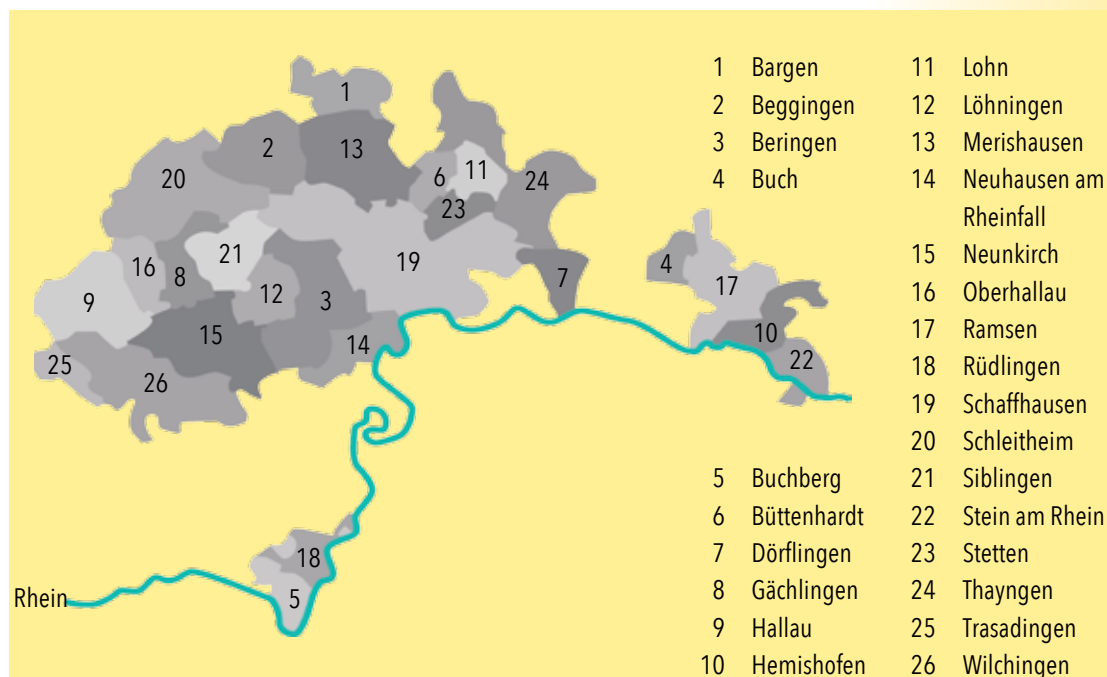 1
2
13
20
6
11
24
23
21
19
16
8
4
9
12
3
7
17
15
10
14
25
26
22
18
5
Rhein
1 Bargen
2 Beggingen
3 Beringen
4 Buch
5 Buchberg
6 Büttenhardt
7 Dörflingen
8 Gächlingen
9 Hallau
10 Hemishofen
11 Lohn
12 Löhningen
13 Merishausen
14 Neuhausen am
Rheinfall
15 Neunkirch
16 Oberhallau
17 Ramsen
18 Rüdlingen
19 Schaffhausen
20 Schleitheim
21 Siblingen
22 Stein am Rhein
23 Stetten
24 Thayngen
25 Trasadingen
26 Wilchingen